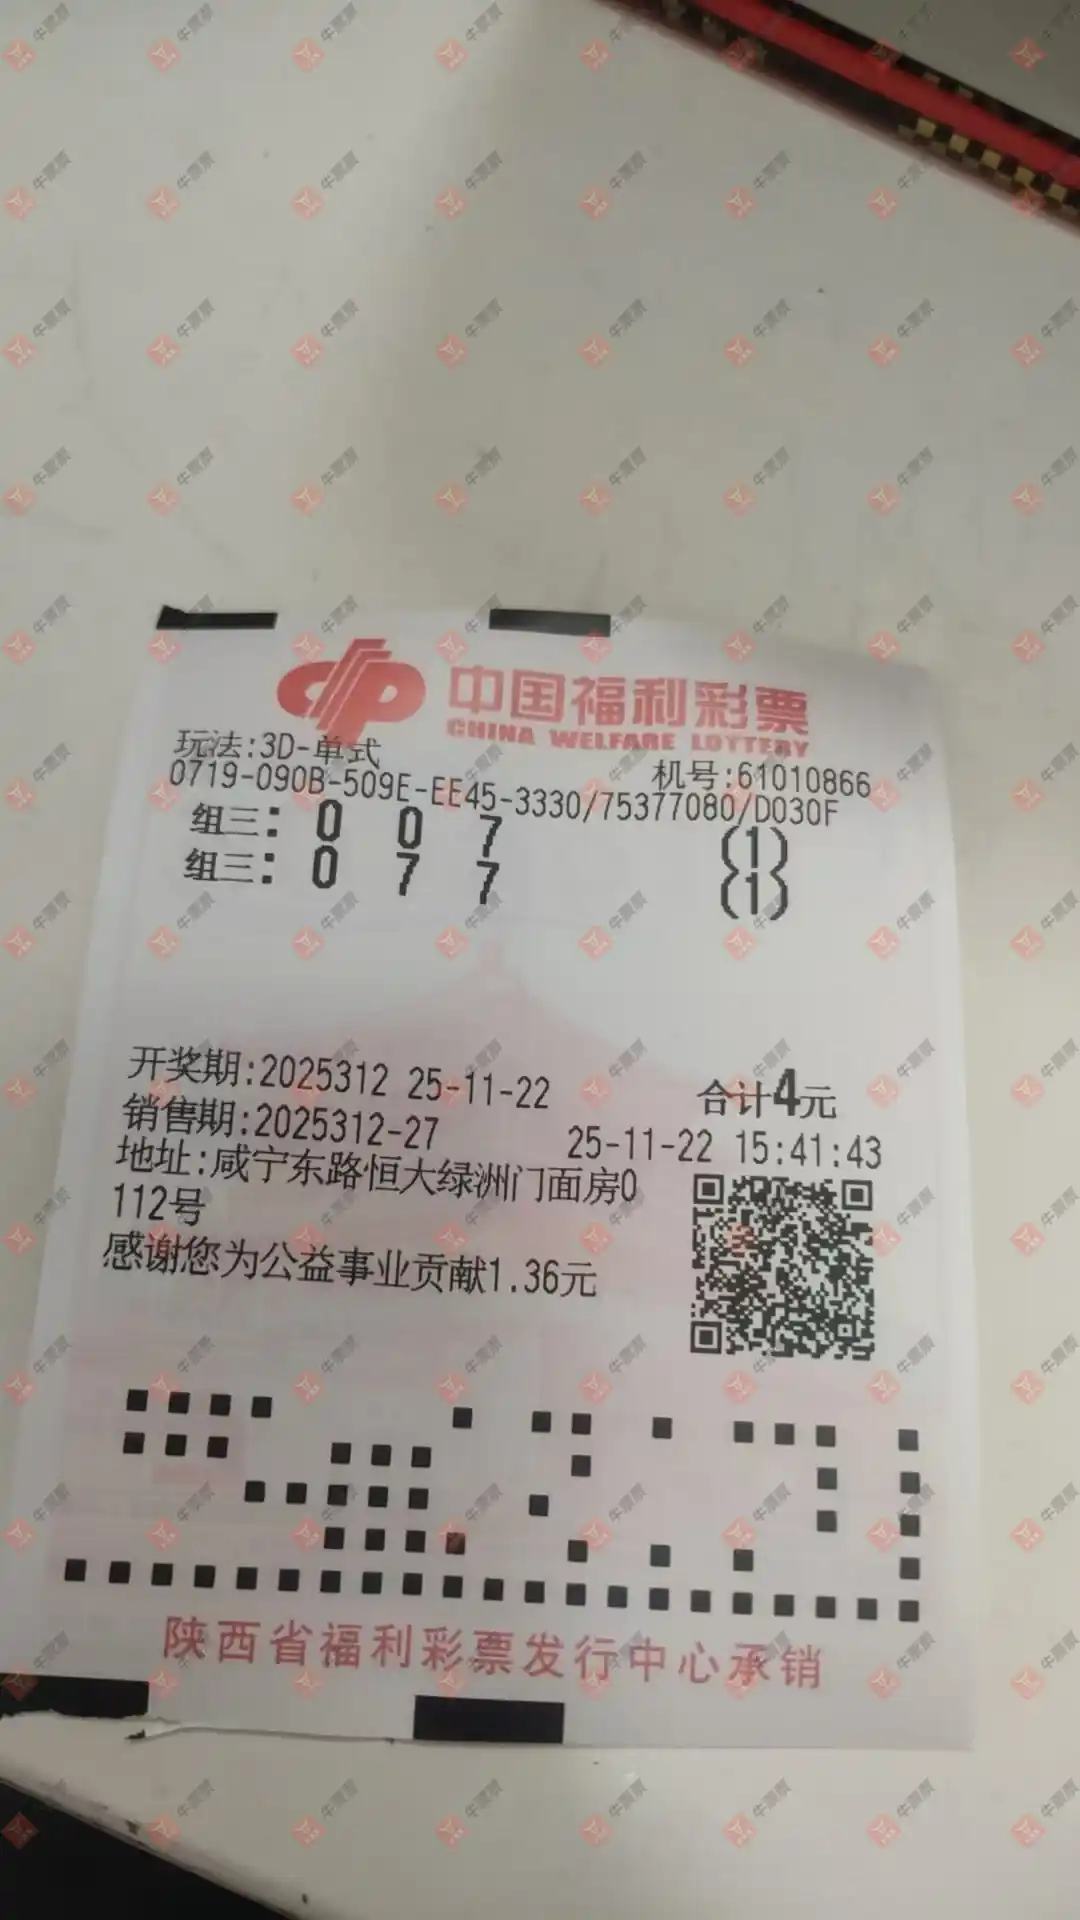 中国福利彩票
CHINA WELFARE LOTTERY
玩法:3D-单式
机号:61010866
0719-090B-509E-EE45-3330/75377080/D030F
组三: 0 0 7 (1)
组三: 0 7 7 (1)
开奖期:2025312 25-11-22
合计4元
销售期:2025312-27
25-11-22 15:41:43
地址:咸宁东路恒大绿洲门面房0
112号
感谢您为公益事业贡献1.36元
陕西省福利彩票发行中心承销
牛票票